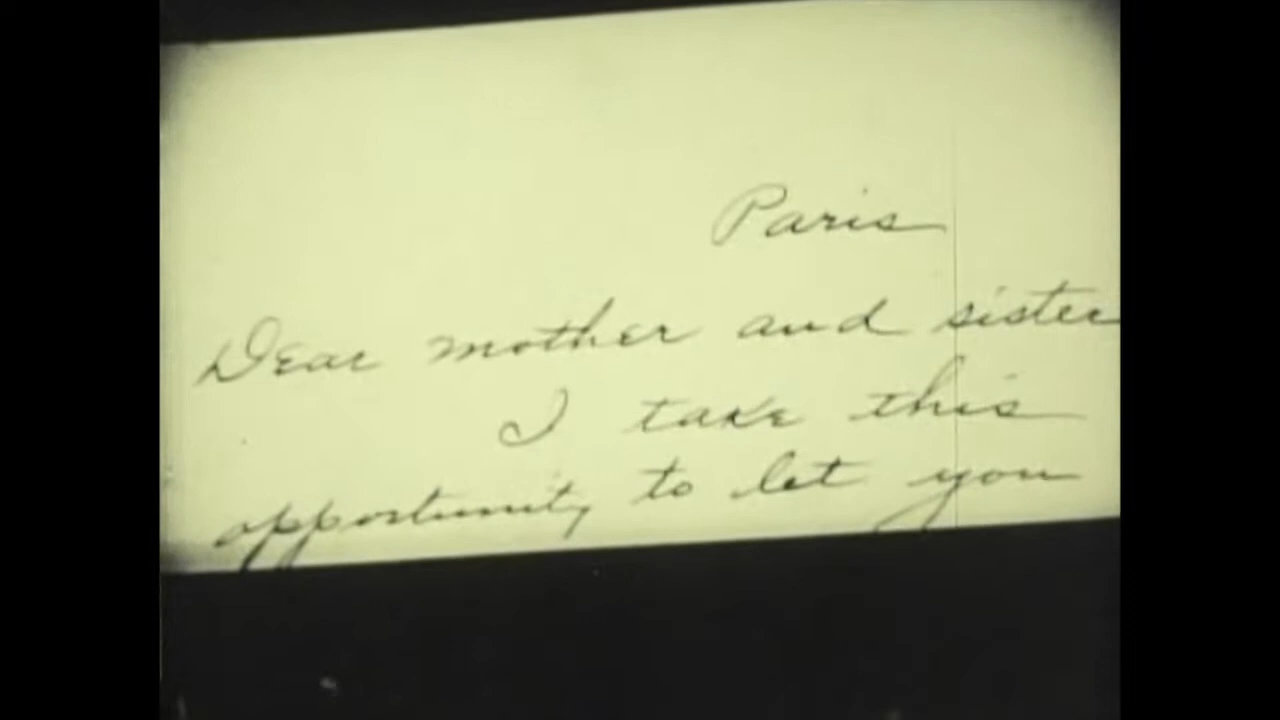 Paris
Dear mother and sister
I take this
opportunity to let you